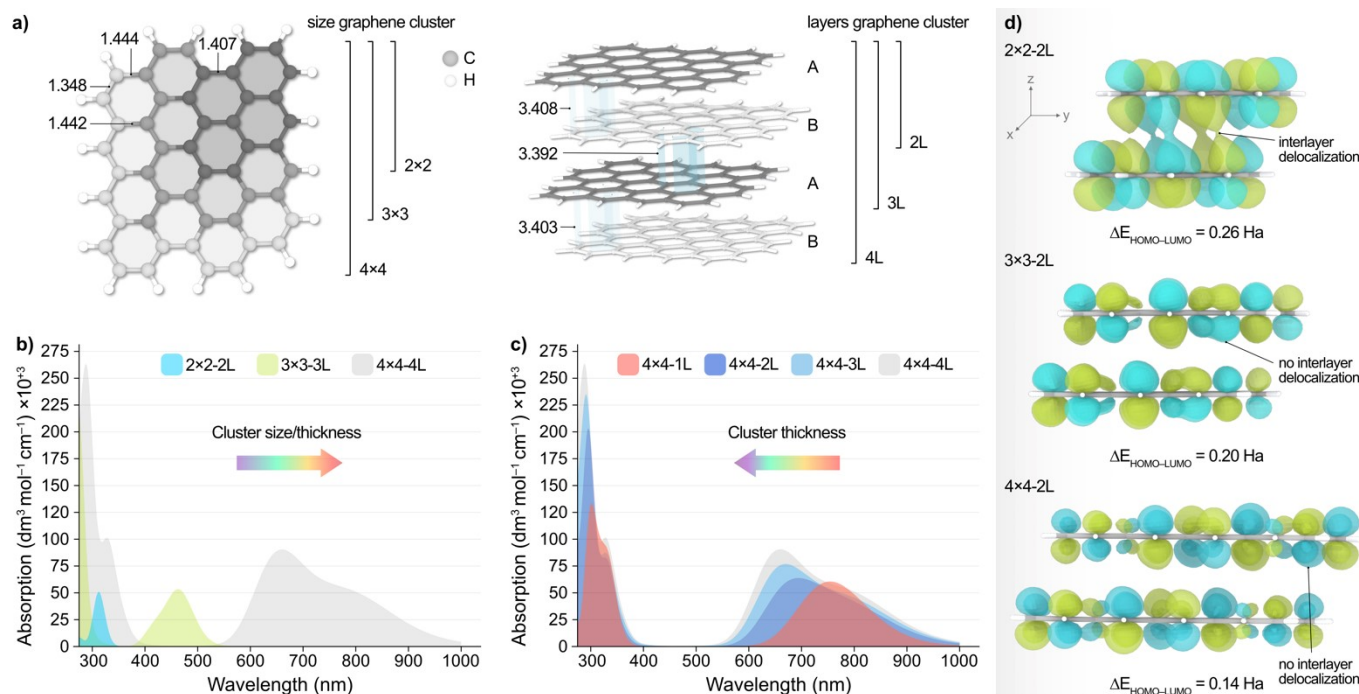 a)
size graphene cluster
1.444
1.407
C
H
1.348
1.442
2×2
3×3
4×4
layers graphene cluster
A
3.408
B
2L
3.392
A
3L
3.403
B
4L
b)
Absorption (dm³ mol⁻¹ cm⁻¹) ×10⁺³
275
250
225
200
175
150
125
100
75
50
25
0
2×2-2L
3×3-3L
4×4-4L
Cluster size/thickness
300 400 500 600 700 800 900 1000
Wavelength (nm)
c)
Absorption (dm³ mol⁻¹ cm⁻¹) ×10⁺³
275
250
225
200
175
150
125
100
75
50
25
0
4×4-1L
4×4-2L
4×4-3L
4×4-4L
Cluster thickness
300 400 500 600 700 800 900 1000
Wavelength (nm)
d)
2×2-2L
z
y
x
interlayer
delocalization
ΔE_HOMO–LUMO = 0.26 Ha
3×3-2L
no interlayer
delocalization
ΔE_HOMO–LUMO = 0.20 Ha
4×4-2L
no interlayer
delocalization
ΔE_HOMO–LUMO = 0.14 Ha